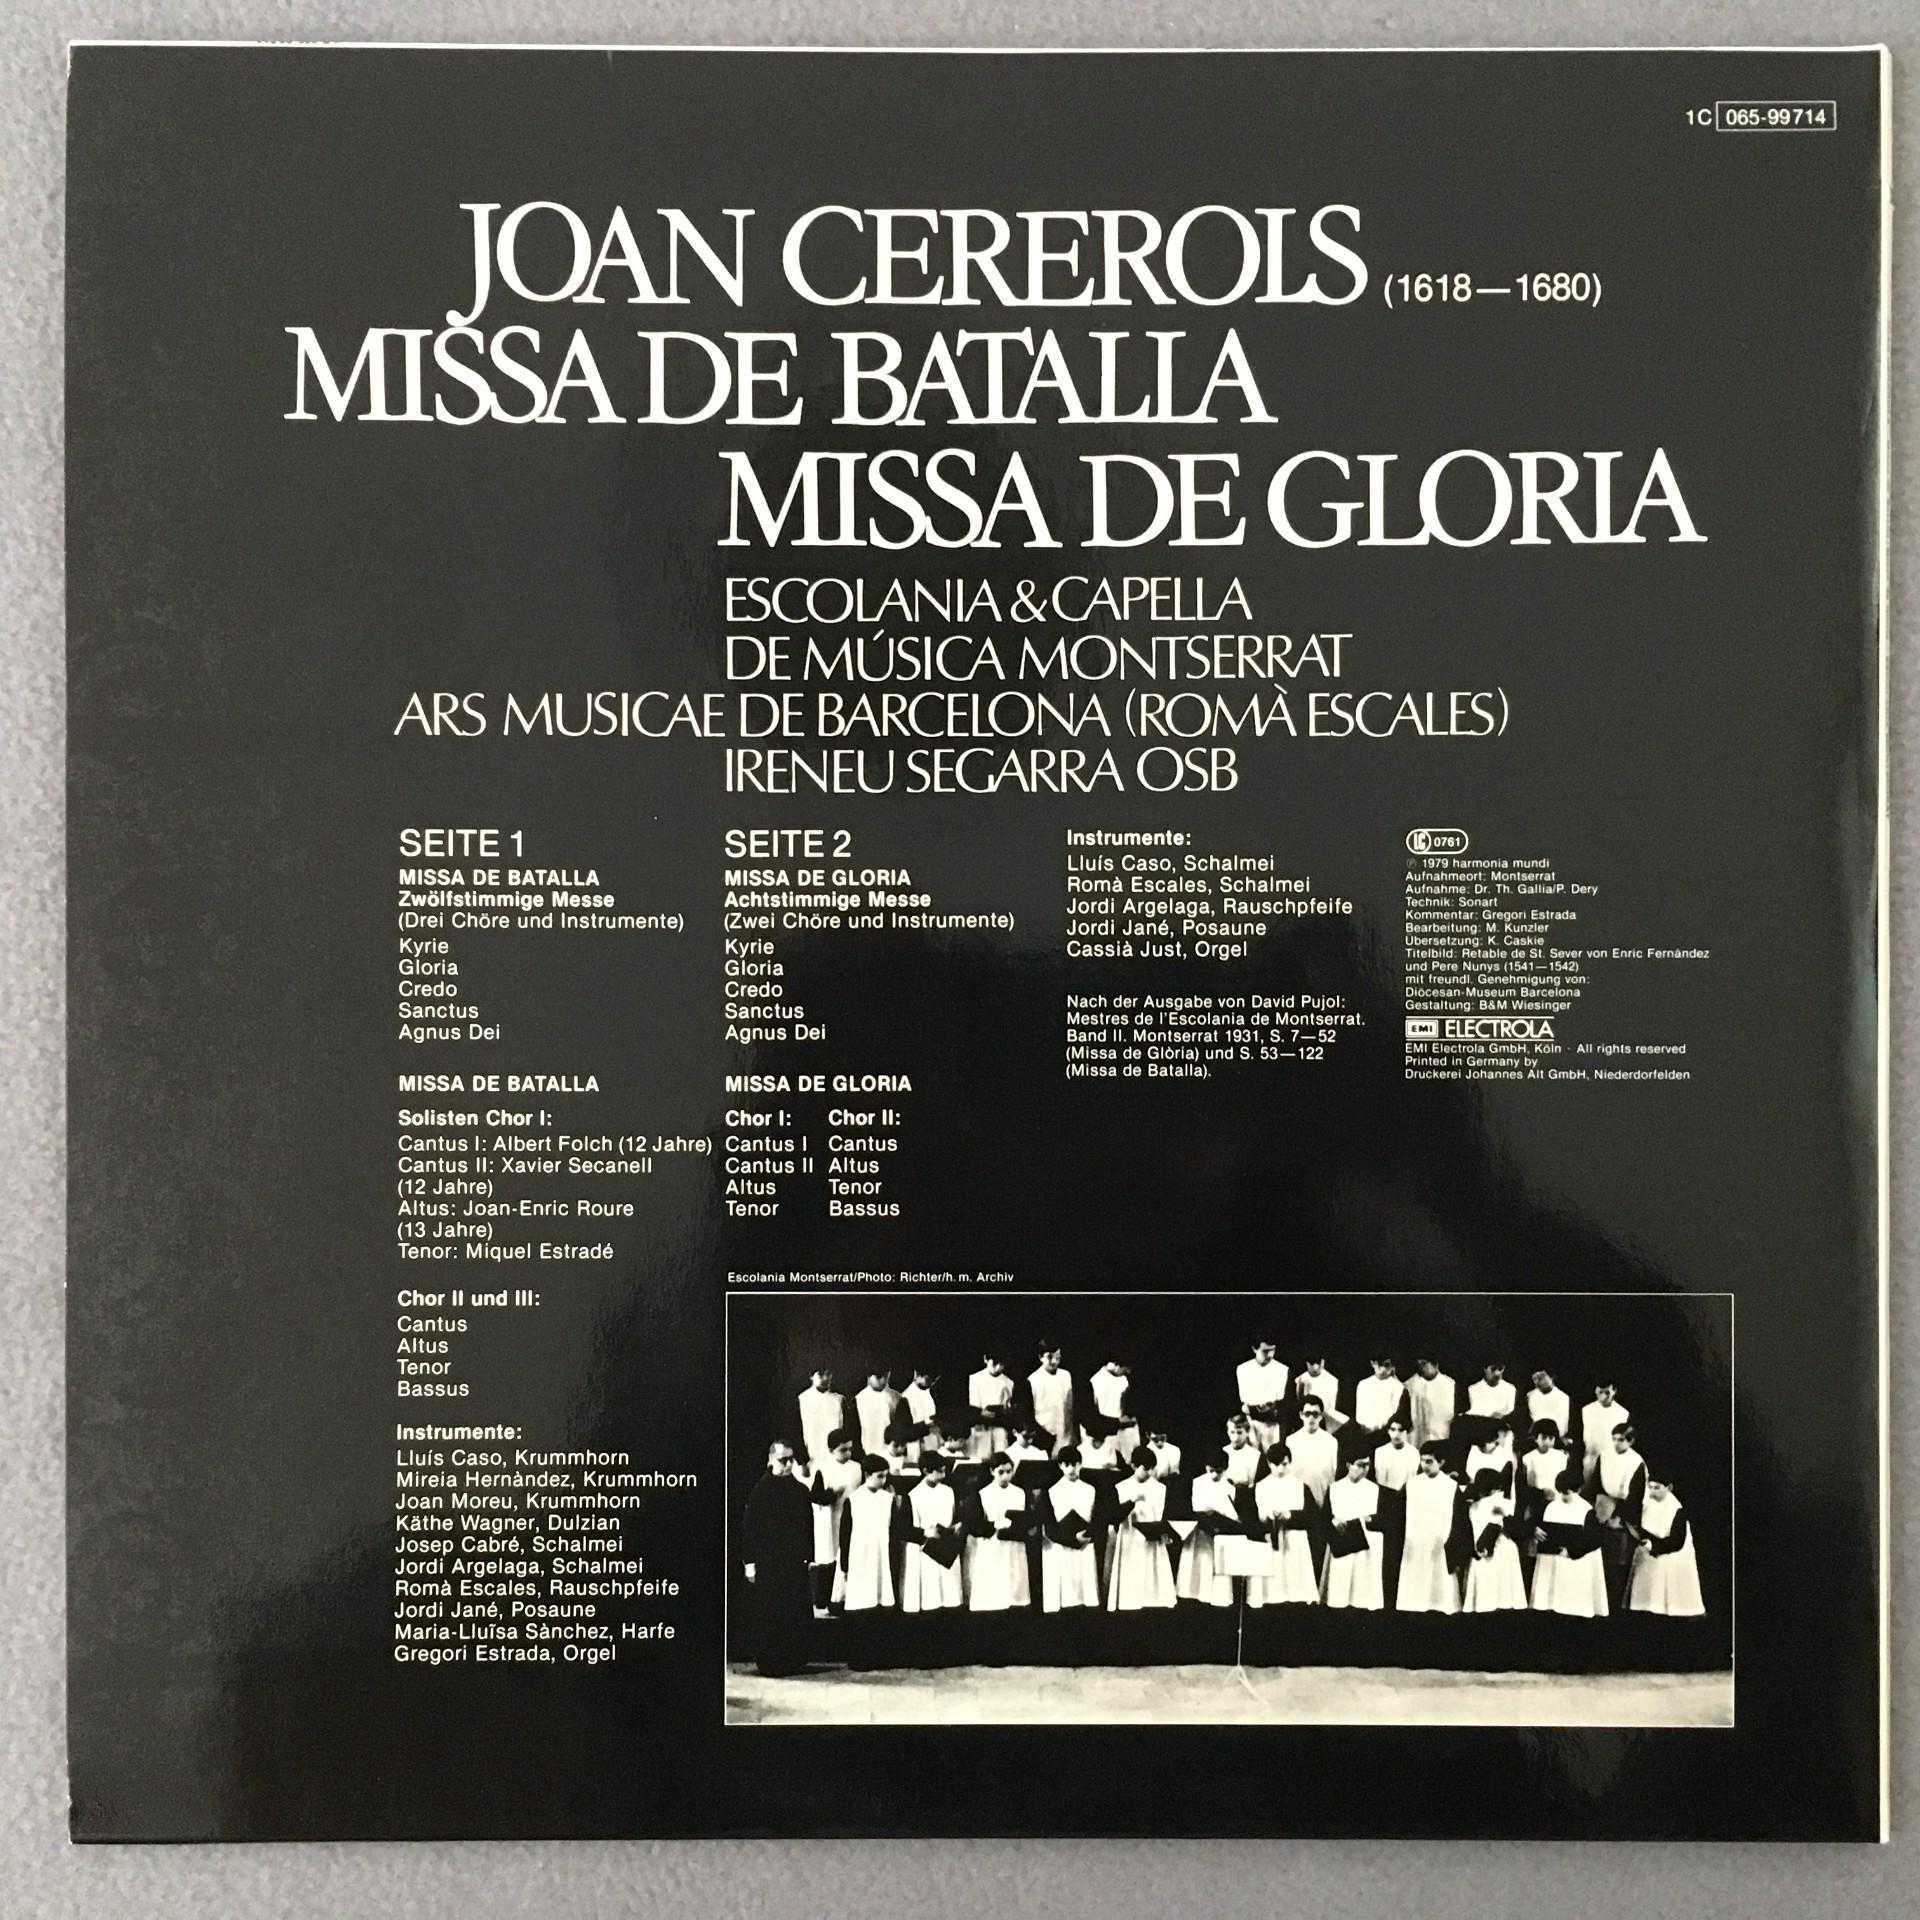 1C 065-99714
JOAN CEREROLS (1618—1680)
MISSA DE BATALLA
MISSA DE GLORIA
ESCOLANIA & CAPELLA
DE MÚSICA MONTSERRAT
ARS MUSICAE DE BARCELONA (ROMÀ ESCALES)
IRENEU SEGARRA OSB
SEITE 1
MISSA DE BATALLA
Zwölfstimmige Messe
(Drei Chöre und Instrumente)
Kyrie
Gloria
Credo
Sanctus
Agnus Dei
MISSA DE BATALLA
Solisten Chor I:
Cantus I: Albert Folch (12 Jahre)
Cantus II: Xavier Secanell
(12 Jahre)
Altus: Joan-Enric Roure
(13 Jahre)
Tenor: Miquel Estradé
Chor II und III:
Cantus
Altus
Tenor
Bassus
Instrumente:
Lluís Caso, Krummhorn
Mireia Hernàndez, Krummhorn
Joan Moreu, Krummhorn
Käthe Wagner, Dulzian
Josep Cabré, Schalmei
Jordi Argelaga, Schalmei
Romà Escales, Rauschpfeife
Jordi Jané, Posaune
Maria-Lluïsa Sànchez, Harfe
Gregori Estrada, Orgel
SEITE 2
MISSA DE GLORIA
Achtstimmige Messe
(Zwei Chöre und Instrumente)
Kyrie
Gloria
Credo
Sanctus
Agnus Dei
MISSA DE GLORIA
Chor I: Chor II:
Cantus I Cantus
Cantus II Altus
Altus Tenor
Tenor Bassus
Instrumente:
Lluís Caso, Schalmei
Romà Escales, Schalmei
Jordi Argelaga, Rauschpfeife
Jordi Jané, Posaune
Cassià Just, Orgel
Nach der Ausgabe von David Pujol:
Mestres de l'Escolania de Montserrat.
Band II. Montserrat 1931, S. 7—52
(Missa de Glòria) und S. 53—122
(Missa de Batalla).
LC 0761
℗ 1979 harmonia mundi
Aufnahmeort: Montserrat
Aufnahme: Dr. Th. Gallia/P. Dery
Technik: Sonart
Kommentar: Gregori Estrada
Bearbeitung: M. Kunzler
Übersetzung: K. Caskie
Titelbild: Retable de St. Sever von Enric Fernàndez
und Pere Nunys (1541—1542)
mit freundl. Genehmigung von:
Diòcesan-Museum Barcelona
Gestaltung: B&M Wiesinger
EMI ELECTROLA
EMI Electrola GmbH, Köln · All rights reserved
Printed in Germany by
Druckerei Johannes Alt GmbH, Niederdorfelden
Escolania Montserrat/Photo: Richter/h. m. Archiv